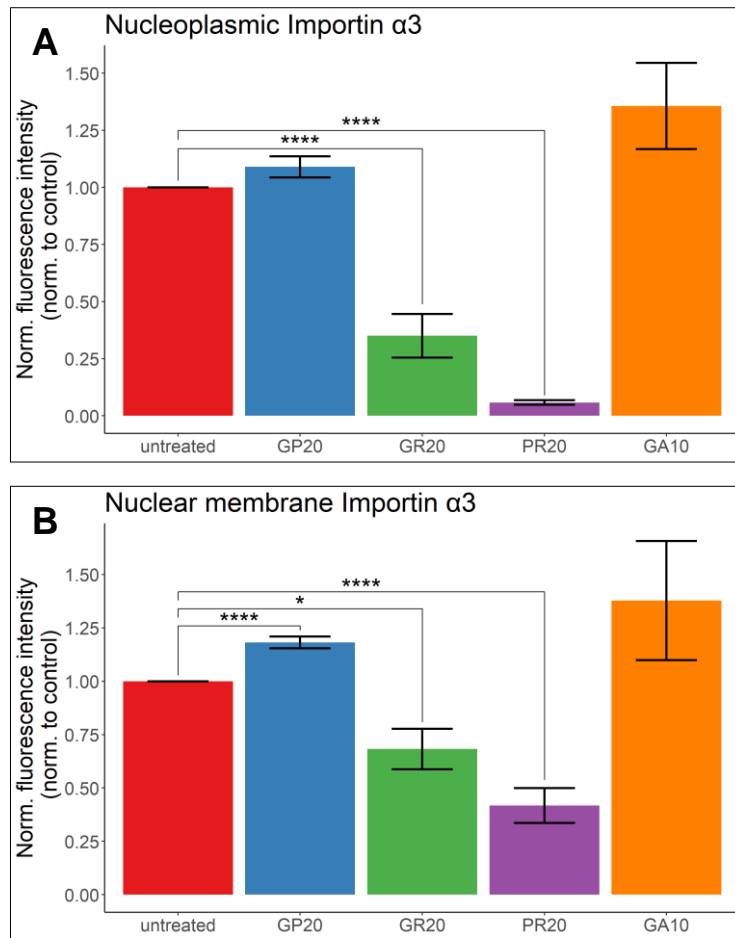 A
Nucleoplasmic Importin α3
Norm. fluorescence intensity
(norm. to control)
1.50
1.25
1.00
0.75
0.50
0.25
0.00
****
****
untreated GP20 GR20 PR20 GA10
B
Nuclear membrane Importin α3
Norm. fluorescence intensity
(norm. to control)
1.50
1.25
1.00
0.75
0.50
0.25
0.00
****
*
****
untreated GP20 GR20 PR20 GA10